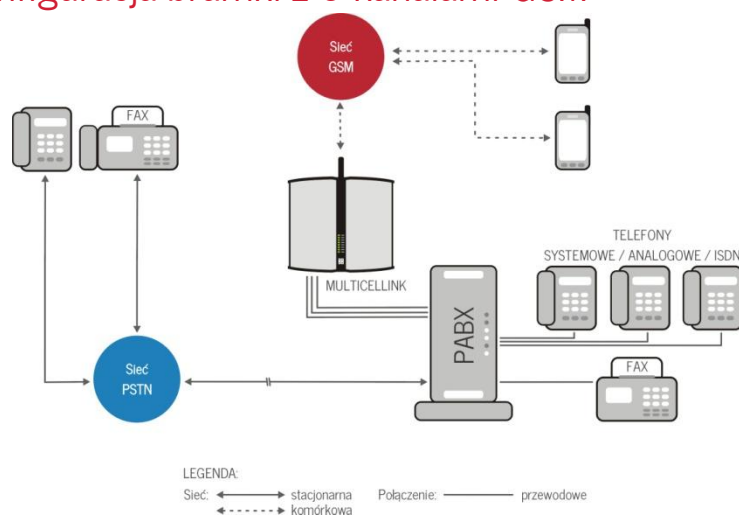 Sieć
GSM
FAX
TELEFONY
SYSTEMOWE / ANALOGOWE / ISDN
MULTICELLINK
PABX
Sieć
PSTN
FAX
LEGENDA:
Sieć: stacjonarna Połączenie: przewodowe
komórkowa